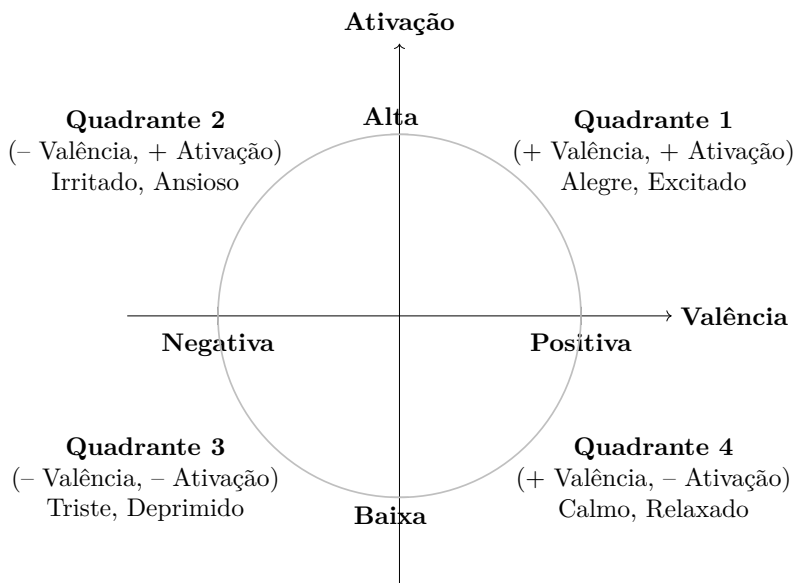 Ativação
Quadrante 2
(– Valência, + Ativação)
Irritado, Ansioso
Alta
Quadrante 1
(+ Valência, + Ativação)
Alegre, Excitado
Valência
Negativa
Positiva
Quadrante 3
(– Valência, – Ativação)
Triste, Deprimido
Baixa
Quadrante 4
(+ Valência, – Ativação)
Calmo, Relaxado